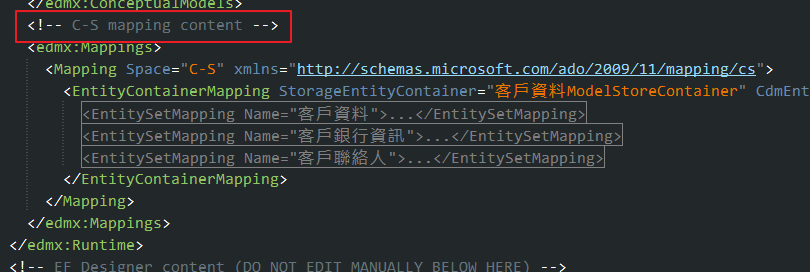 </edmx:ConceptualModels>
<!-- C-S mapping content -->
<edmx:Mappings>
<Mapping Space="C-S" xmlns="http://schemas.microsoft.com/ado/2009/11/mapping/cs">
<EntityContainerMapping StorageEntityContainer="客戶資料ModelStoreContainer" CdmEnt
<EntitySetMapping Name="客戶資料">...</EntitySetMapping>
<EntitySetMapping Name="客戶銀行資訊">...</EntitySetMapping>
<EntitySetMapping Name="客戶聯絡人">...</EntitySetMapping>
</EntityContainerMapping>
</Mapping>
</edmx:Mappings>
</edmx:Runtime>
<!-- EF Designer content (DO NOT EDIT MANUALLY BELOW HERE) -->